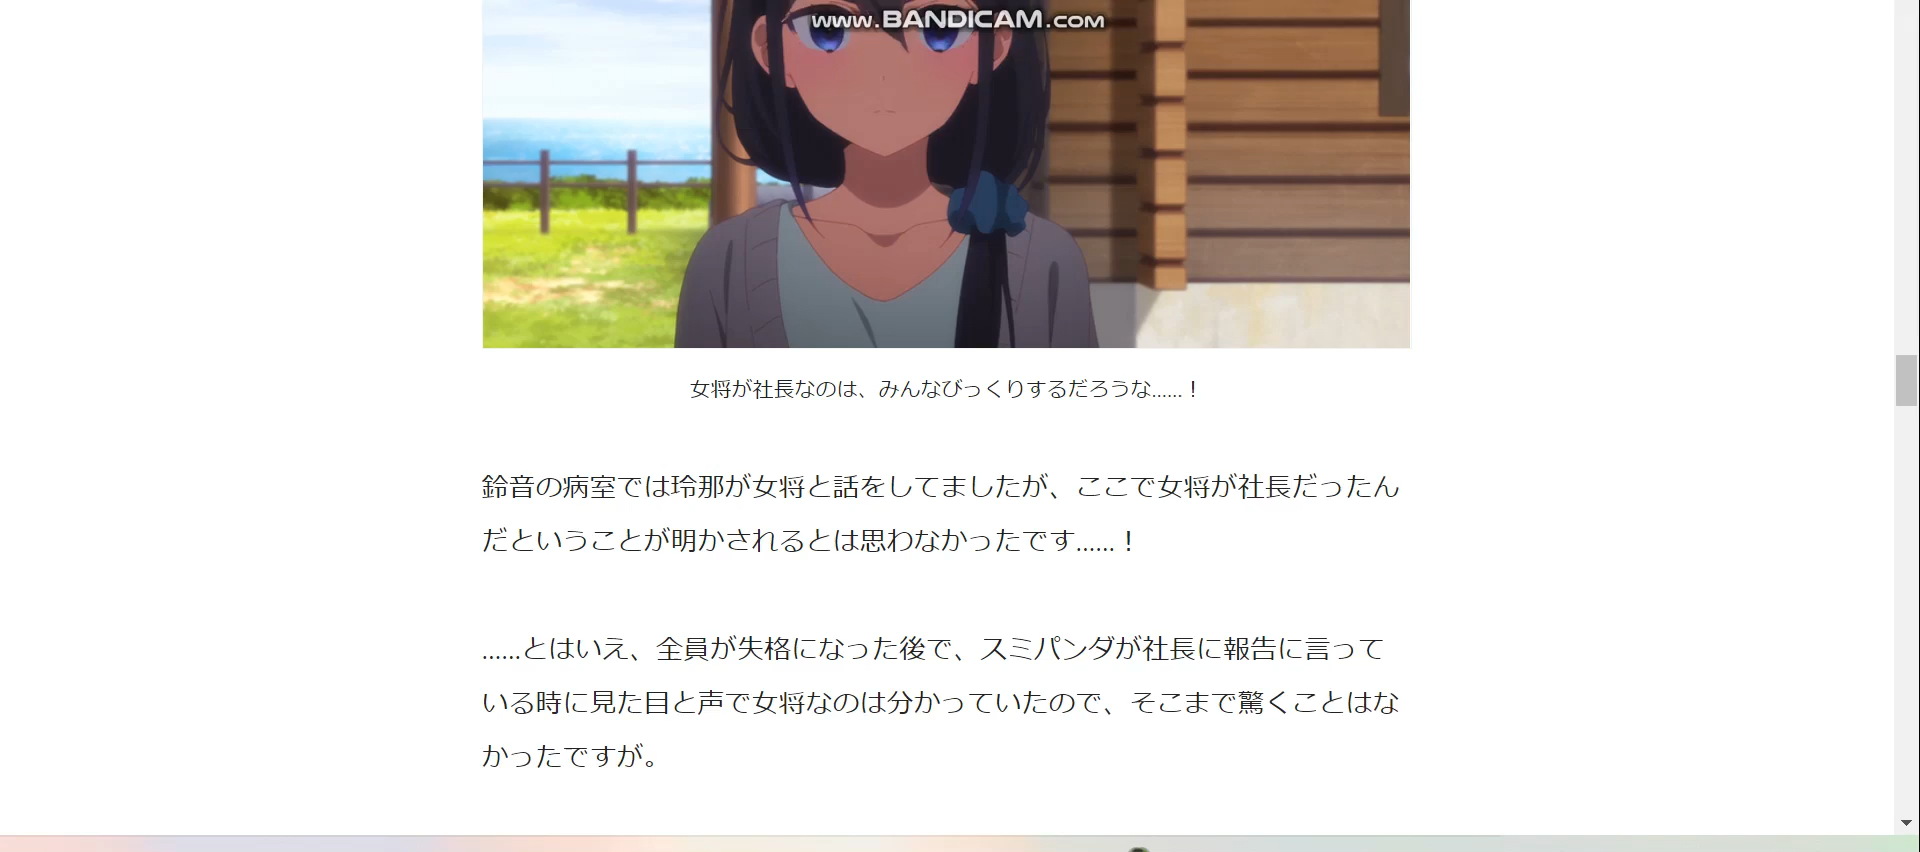 www.BANDICAM.com
女将が社長なのは、みんなびっくりするだろうな……！
鈴音の病室では玲那が女将と話をしてましたが、ここで女将が社長だったん
だということが明かされるとは思わなかったです……！
……とはいえ、全員が失格になった後で、スミパンダが社長に報告に言って
いる時に見た目と声で女将なのは分かっていたので、そこまで驚くことはな
かったですが。